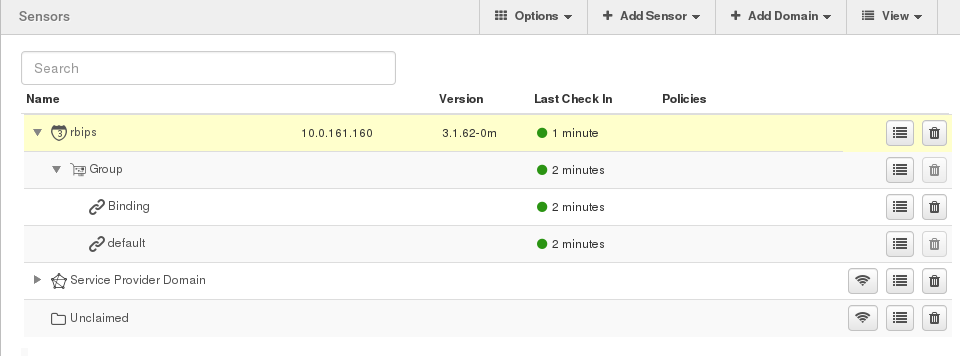 Sensors Options Add Sensor Add Domain View
Search
Name Version Last Check In Policies
3 rbips 10.0.161.160 3.1.62-0m 1 minute
Group 2 minutes
Binding 2 minutes
default 2 minutes
Service Provider Domain
Unclaimed